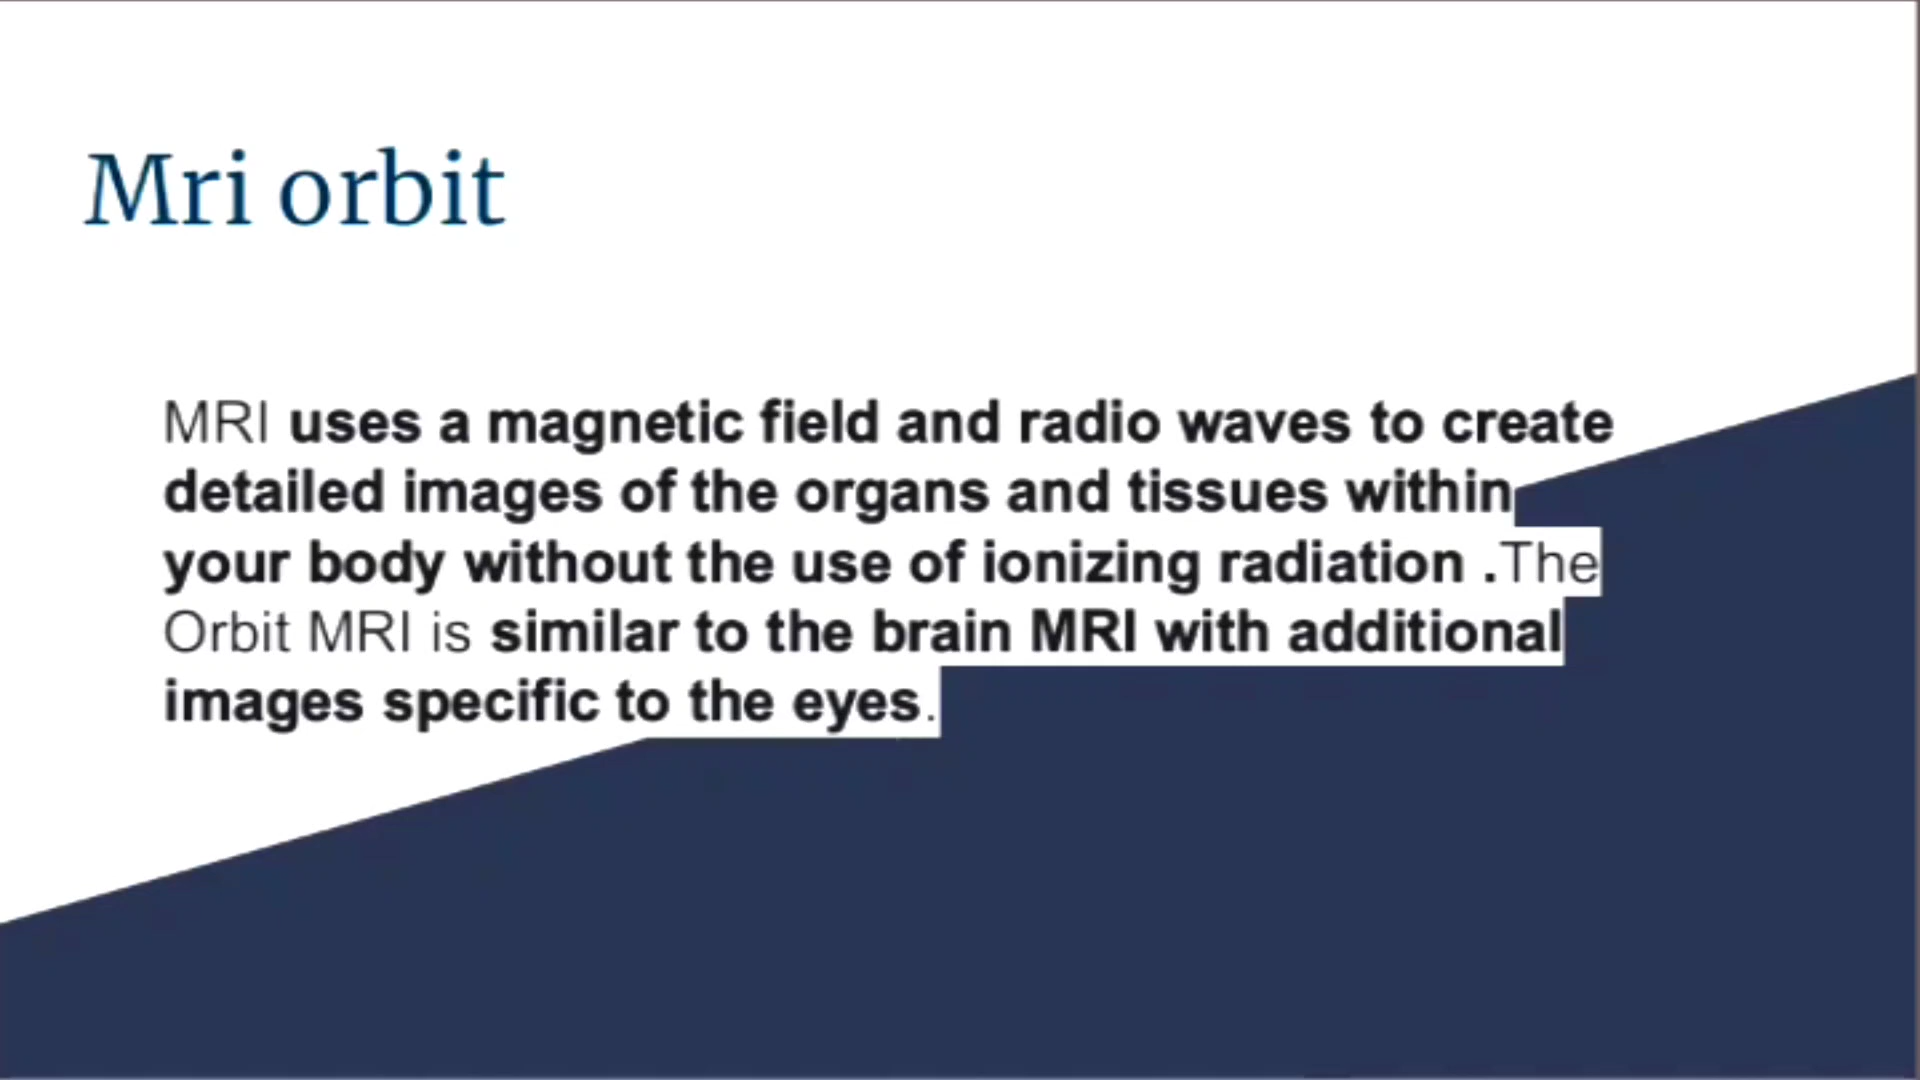 Mri orbit
MRI uses a magnetic field and radio waves to create
detailed images of the organs and tissues within
your body without the use of ionizing radiation .The
Orbit MRI is similar to the brain MRI with additional
images specific to the eyes.